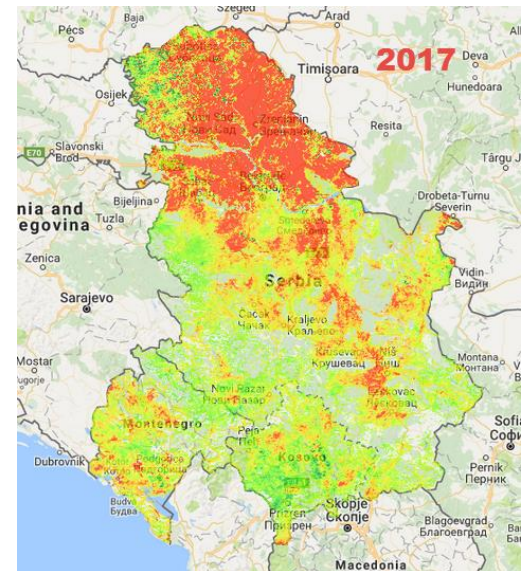 Szeged
Baja
Pécs
Arad
2017
Deva
Timișoara
Hunedoara
Osijek
Novi Sad
Нови Сад
Zrenjanin
Зрењанин
Resita
E70
Slavonski
Brod
Târgu J
Bijeljina
Drobeta-Turnu
Severin
nia and
egovina
Tuzla
Zenica
Serbia
Vidin
Видин
Sarajevo
Čačak
Чачак
Kraljevo
Краљево
Mostar
Kruševac
Крушевац
Niš
Ниш
Montana
Монтана
Novi Pazar
Нови Пазар
Leskovac
Лесковац
Montenegro
Sofia
Софи
Dubrovnik
Podgorica
Подгорица
Kosovo
Pernik
Перник
Budva
Будва
Prizren
Призрен
Skopje
Скопје
Blagoevgrad
Благоевград
Macedonia